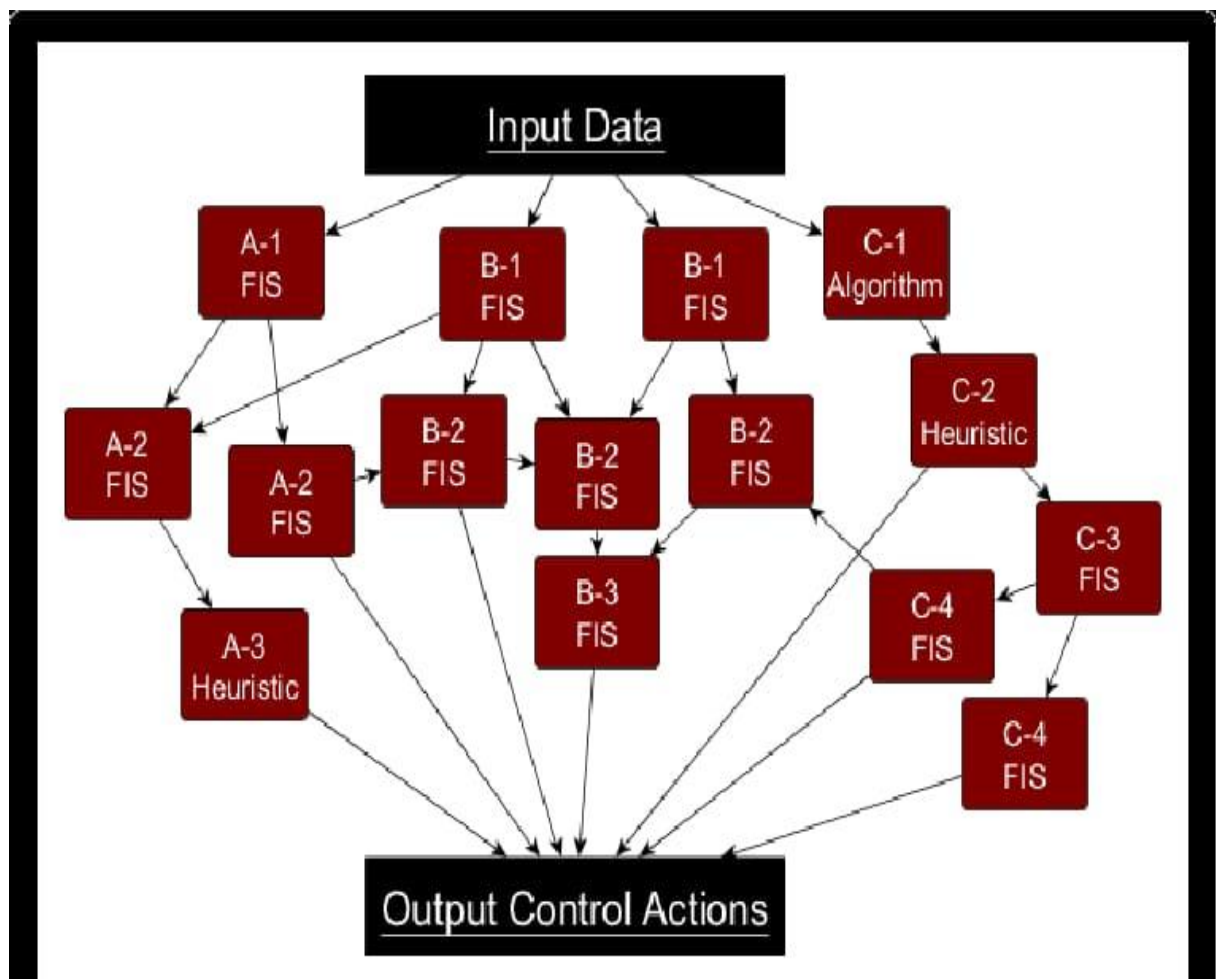 Input Data
A-1
FIS
B-1
FIS
B-1
FIS
C-1
Algorithm
C-2
Heuristic
A-2
FIS
A-2
FIS
B-2
FIS
B-2
FIS
B-2
FIS
C-3
FIS
B-3
FIS
C-4
FIS
A-3
Heuristic
C-4
FIS
Output Control Actions